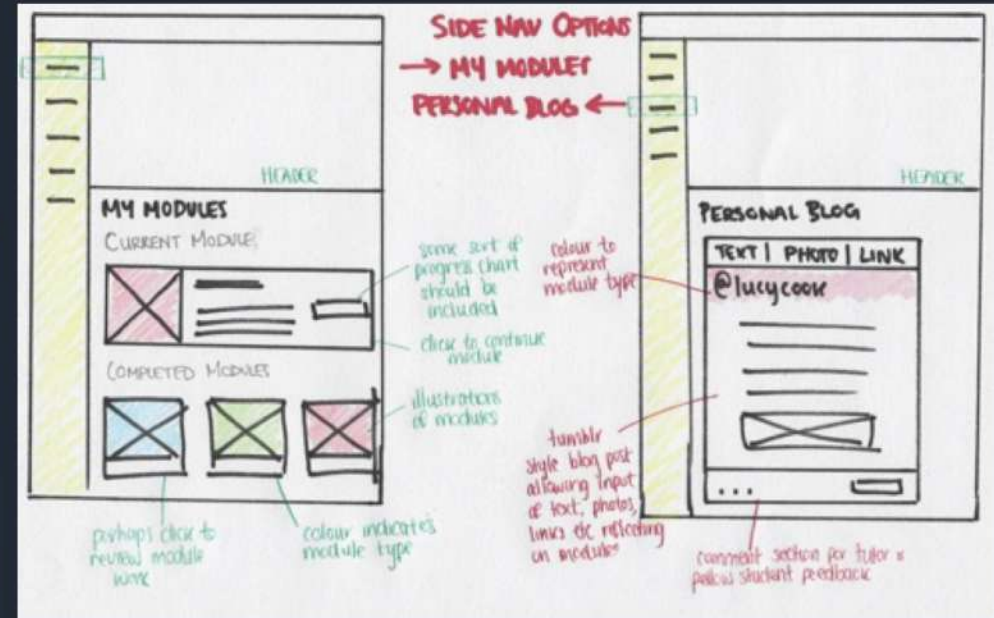 SIDE NAV OPTIONS
→ MY MODULES
PERSONAL BLOG ←
HEADER
MY MODULES
CURRENT MODULE
COMPLETED MODULES
some sort of
progress chart
should be
included
click to continue
module
illustrations
of modules
perhaps click to
review module
work
colour indicates
module type
HEADER
PERSONAL BLOG
TEXT | PHOTO | LINK
@lucycook
colour to
represent
module type
tumblr
style blog post
allowing input
of text, photos,
links etc reflecting
on modules
comment section for tutor &
fellow student feedback